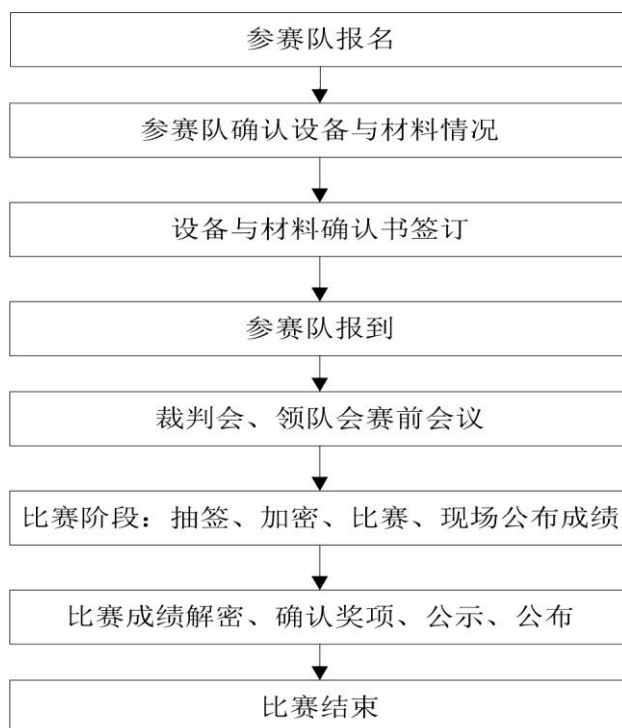 参赛队报名
参赛队确认设备与材料情况
设备与材料确认书签订
参赛队报到
裁判会、领队会赛前会议
比赛阶段：抽签、加密、比赛、现场公布成绩
比赛成绩解密、确认奖项、公示、公布
比赛结束